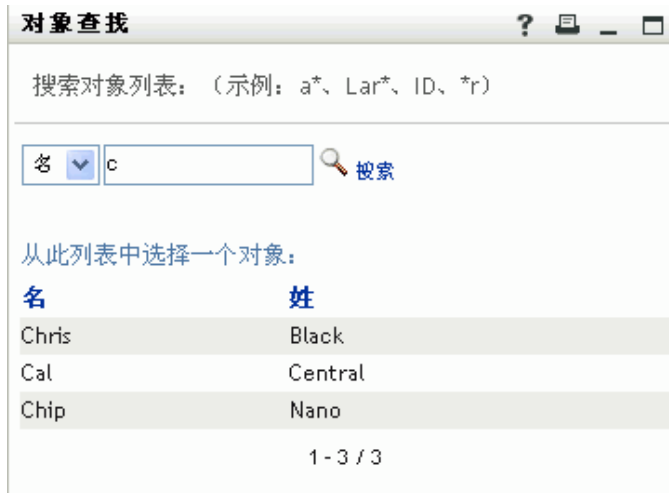 对象查找 ?
搜索对象列表：（示例：a*、Lar*、ID、*r）
名 c 搜索
从此列表中选择一个对象：
名 姓
Chris Black
Cal Central
Chip Nano
1 - 3 / 3